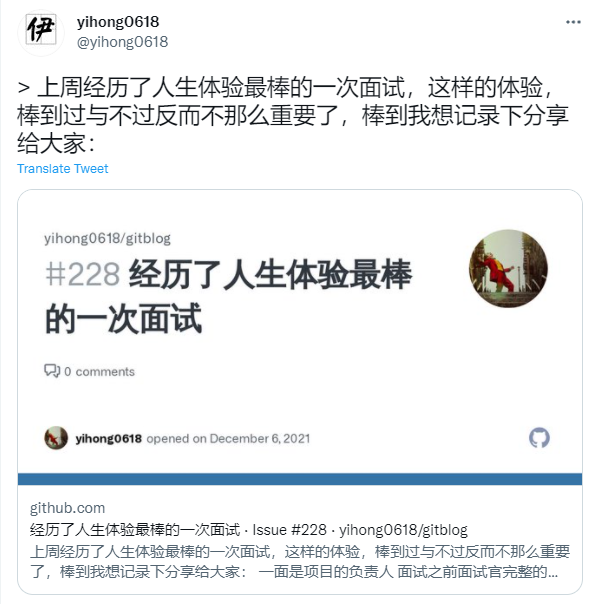 伊
yihong0618
@yihong0618
> 上周经历了人生体验最棒的一次面试，这样的体验，
棒到过与不过反而不那么重要了，棒到我想记录下分享
给大家：
Translate Tweet
yihong0618/gitblog
#228 经历了人生体验最棒
的一次面试
0 comments
yihong0618 opened on December 6, 2021
github.com
经历了人生体验最棒的一次面试 · Issue #228 · yihong0618/gitblog
上周经历了人生体验最棒的一次面试，这样的体验，棒到过与不过反而不那么重要
了，棒到我想记录下分享给大家： 一面是项目的负责人 面试之前面试官完整的...